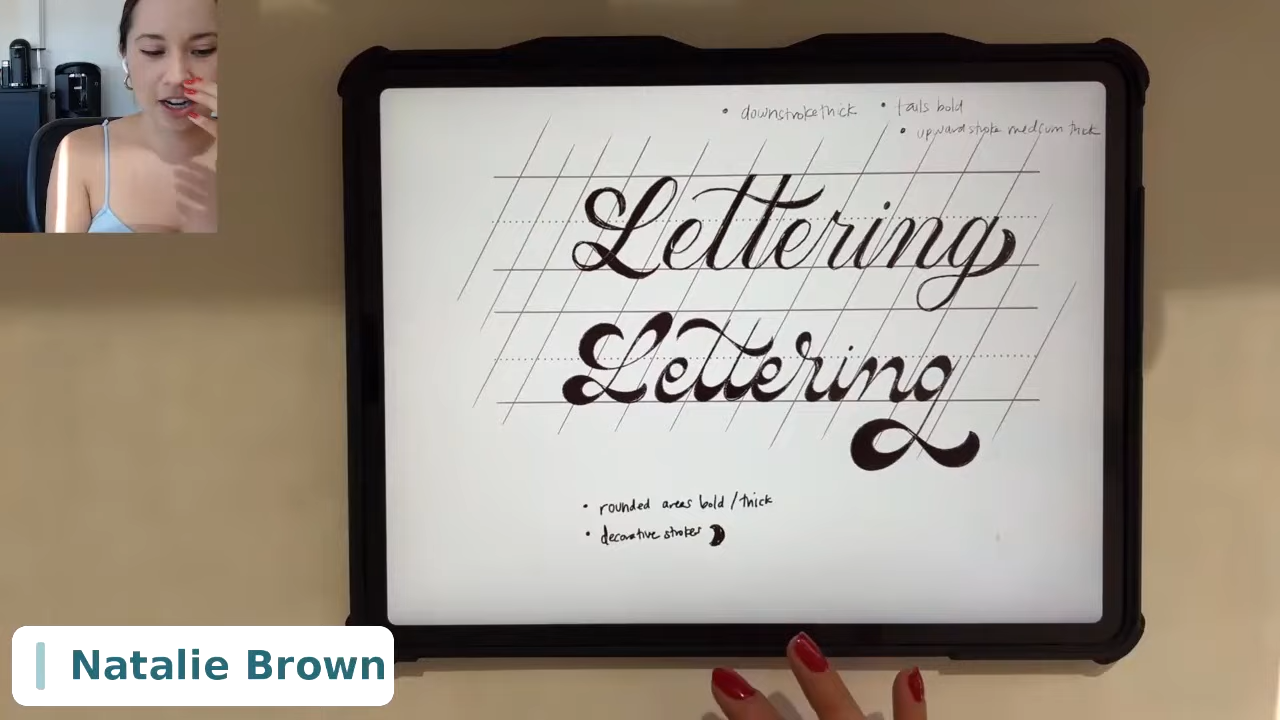 • downstroke thick • tails bold
• upward stroke medium thick
Lettering
Lettering
• rounded areas bold / thick
• decorative strokes
Natalie Brown